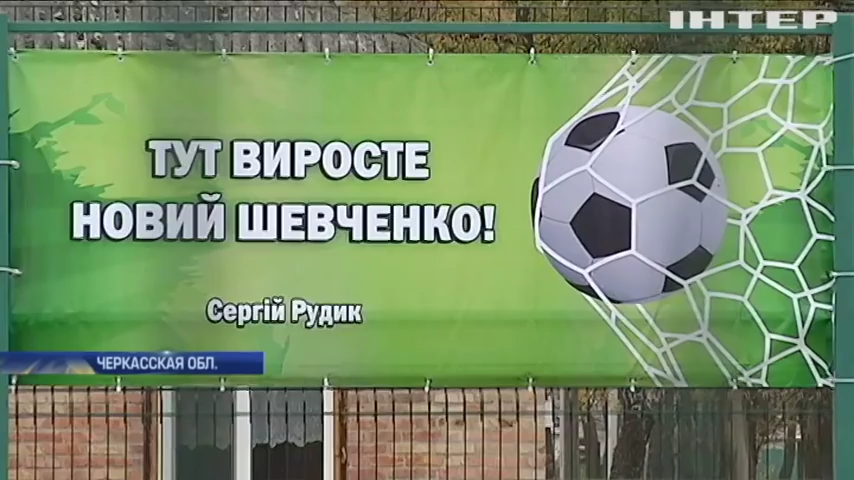 ІНТЕР
ТУТ ВИРОСТЕ
НОВИЙ ШЕВЧЕНКО!
Сергій Рудик
ЧЕРКАССКАЯ ОБЛ.